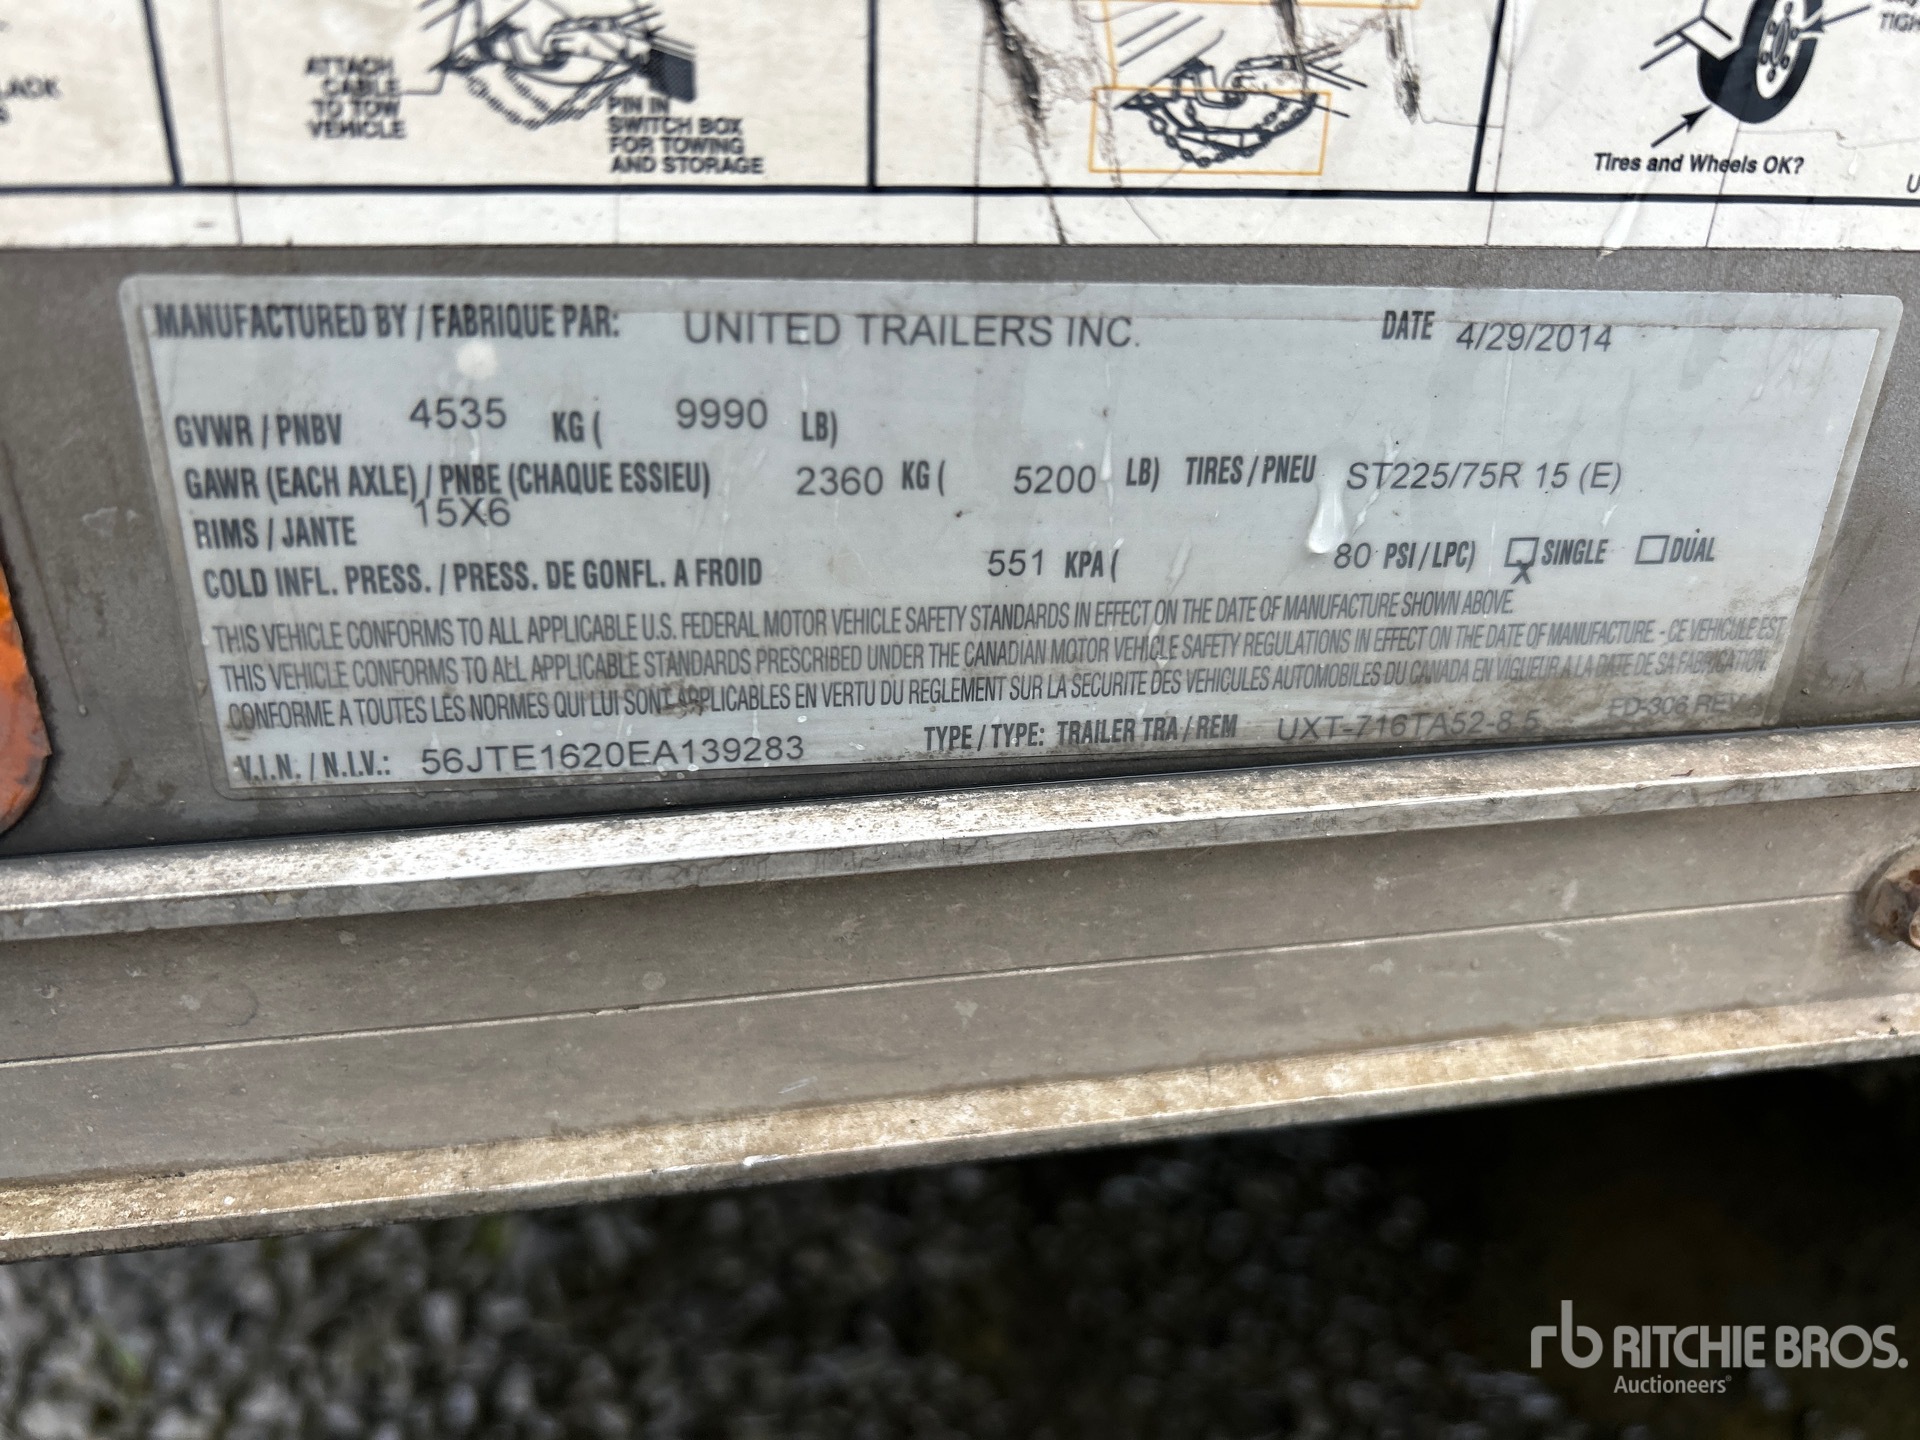 ATTACH
CABLE
TO TOW
VEHICLE
PIN IN
SWITCH BOX
FOR TOWING
AND STORAGE
Tires and Wheels OK?
MANUFACTURED BY / FABRIQUE PAR: UNITED TRAILERS INC. DATE 4/29/2014
GVWR / PNBV 4535 KG ( 9990 LB)
GAWR (EACH AXLE) / PNBE (CHAQUE ESSIEU) 2360 KG ( 5200 LB) TIRES / PNEU ST225/75R 15 (E)
RIMS / JANTE 15X6
COLD INFL. PRESS. / PRESS. DE GONFL. A FROID 551 KPA ( 80 PSI / LPC) X SINGLE DUAL
THIS VEHICLE CONFORMS TO ALL APPLICABLE U.S. FEDERAL MOTOR VEHICLE SAFETY STANDARDS IN EFFECT ON THE DATE OF MANUFACTURE SHOWN ABOVE.
THIS VEHICLE CONFORMS TO ALL APPLICABLE STANDARDS PRESCRIBED UNDER THE CANADIAN MOTOR VEHICLE SAFETY REGULATIONS IN EFFECT ON THE DATE OF MANUFACTURE - CE VEHICULE EST
CONFORME A TOUTES LES NORMES QUI LUI SONT APPLICABLES EN VERTU DU REGLEMENT SUR LA SECURITE DES VEHICULES AUTOMOBILES DU CANADA EN VIGUEUR A LA DATE DE SA FABRICATION.
FD-306 REV
V.I.N. / N.I.V.: 56JTE1620EA139283 TYPE / TYPE: TRAILER TRA / REM UXT-716TA52-8.5
rb RITCHIE BROS.
Auctioneers